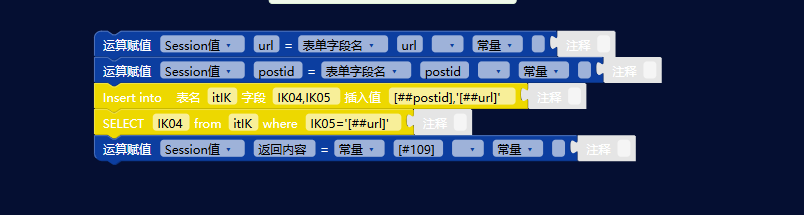 运算赋值 Session值 url = 表单字段名 url 常量 注释
运算赋值 Session值 postid = 表单字段名 postid 常量 注释
Insert into 表名 itIK 字段 IK04,IK05 插入值 [##postid],'[##url]' 注释
SELECT IK04 from itIK where IK05='[##url]' 注释
运算赋值 Session值 返回内容 = 常量 [#109] 常量 注释